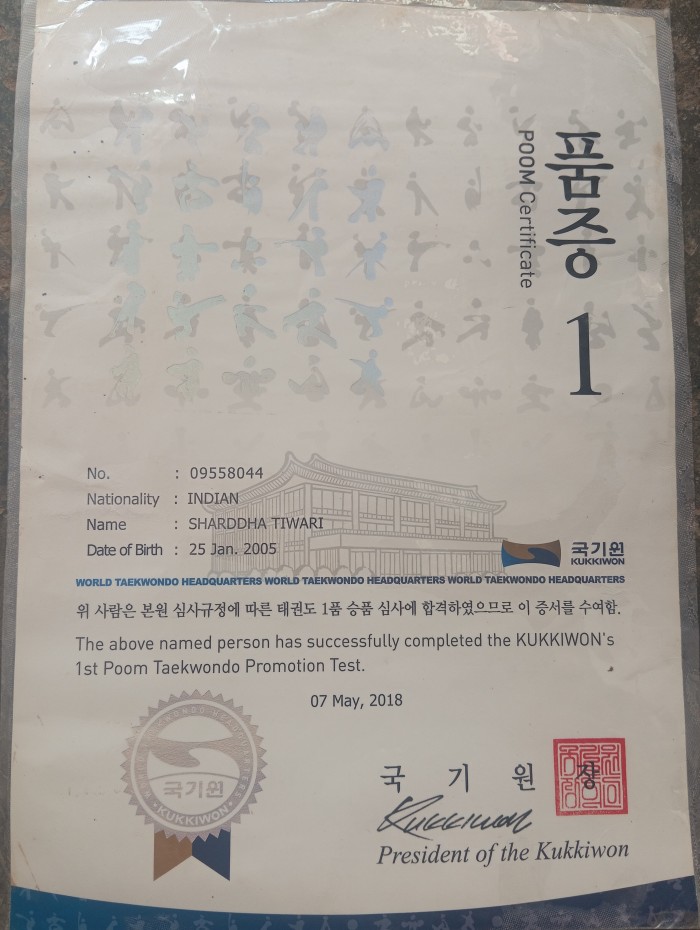 품증
POOM Certificate
1
No. : 09558044
Nationality : INDIAN
Name : SHARDDHA TIWARI
Date of Birth : 25 Jan. 2005
국기원
KUKKIWON
WORLD TAEKWONDO HEADQUARTERS WORLD TAEKWONDO HEADQUARTERS WORLD TAEKWONDO HEADQUARTERS
위 사람은 본원 심사규정에 따른 태권도 1품 승품 심사에 합격하였으므로 이 증서를 수여함.
The above named person has successfully completed the KUKKIWON's
1st Poom Taekwondo Promotion Test.
07 May, 2018
국기원
KUKKIWON
국 기 원 장
Kukkiwon
President of the Kukkiwon